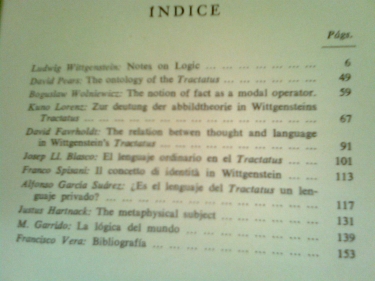 INDICE
Págs.
Ludwig Wittgenstein: Notes on Logic ... ... ... ... ... ... ... 6
David Pears: The ontology of the Tractatus ... ... ... ... ... 49
Boguslaw Wolniewicz: The notion of fact as a modal operator. 59
Kuno Lorenz: Zur deutung der abbildtheorie in Wittgensteins
Tractatus ... ... ... ... ... ... ... ... ... ... ... 67
David Favrholdt: The relation betwen thought and language
in Wittgenstein's Tractatus ... ... ... ... ... ... ... 91
Josep Ll. Blasco: El lenguaje ordinario en el Tractatus ... ... 101
Franco Spisani: Il concetto di identità in Wittgenstein ... ... 113
Alfonso García Suárez: ¿Es el lenguaje del Tractatus un len-
guaje privado? ... ... ... ... ... ... ... ... ... 117
Justus Hartnack: The metaphysical subject ... ... ... ... 131
M. Garrido: La lógica del mundo ... ... ... ... ... ... 139
Francisco Vera: Bibliografía ... ... ... ... ... ... ... 153